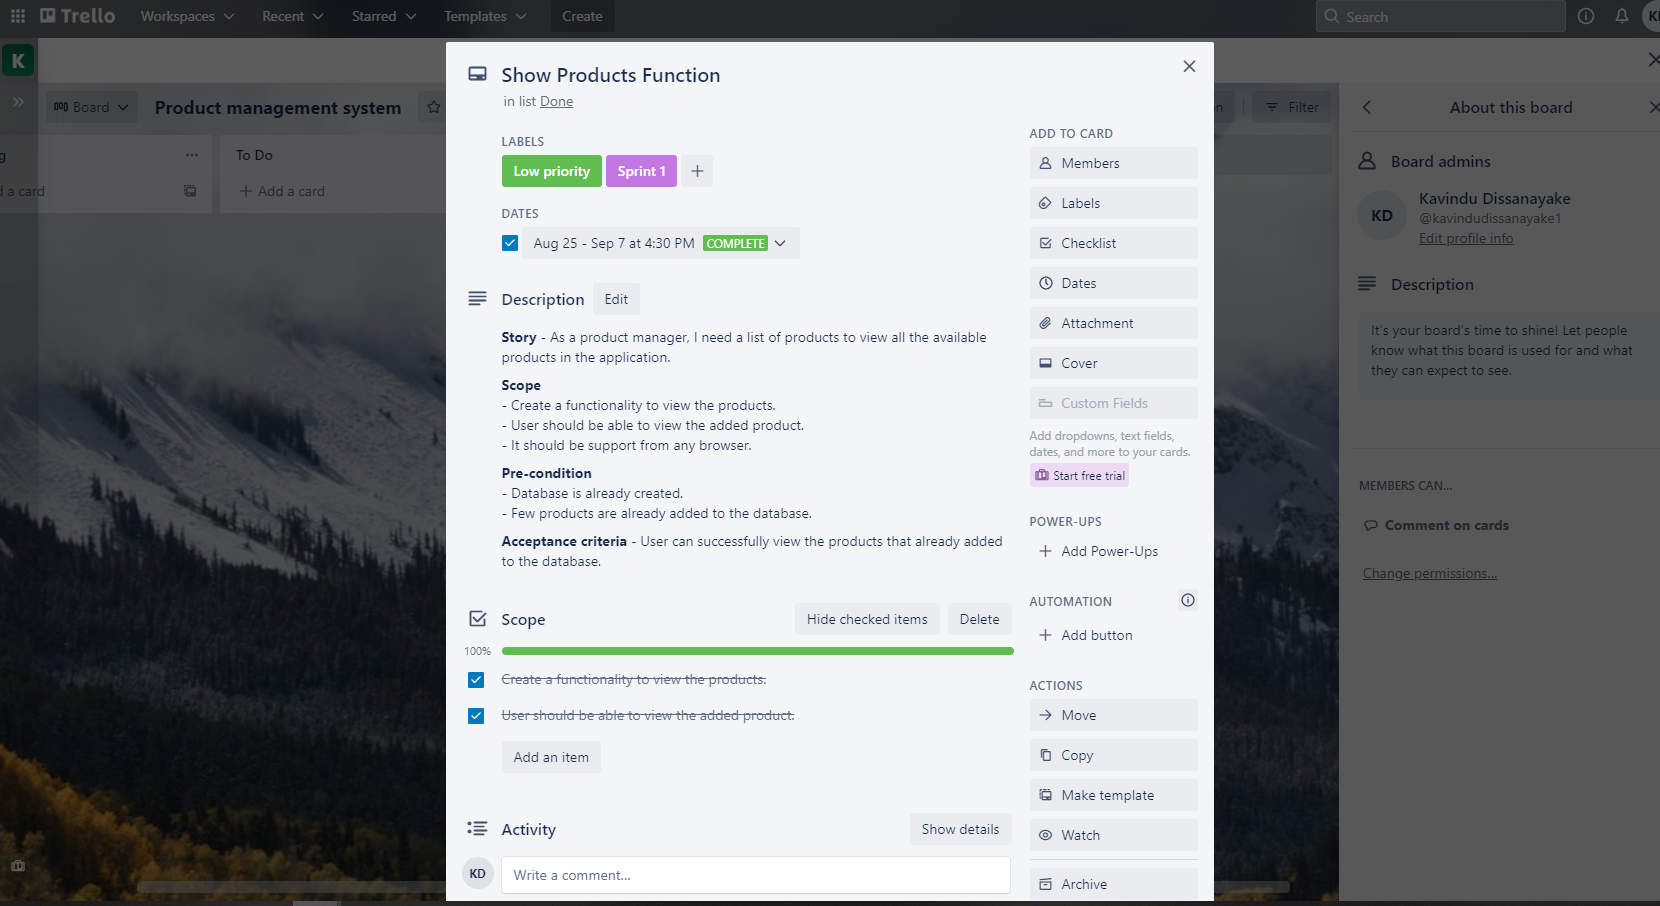 Trello
Workspaces
Recent
Starred
Templates
Create
Search
K
K
Board
Product management system
Filter
To Do
Add a card
Show Products Function
in list Done
LABELS
Low priority
Sprint 1
DATES
Aug 25 - Sep 7 at 4:30 PM COMPLETE
Description
Edit
Story - As a product manager, I need a list of products to view all the available
products in the application.
Scope
- Create a functionality to view the products.
- User should be able to view the added product.
- It should be support from any browser.
Pre-condition
- Database is already created.
- Few products are already added to the database.
Acceptance criteria - User can successfully view the products that already added
to the database.
Scope
Hide checked items
Delete
100%
Create a functionality to view the products.
User should be able to view the added product.
Add an item
Activity
Show details
KD
Write a comment...
ADD TO CARD
Members
Labels
Checklist
Dates
Attachment
Cover
Custom Fields
Add dropdowns, text fields,
dates, and more to your cards.
Start free trial
POWER-UPS
Add Power-Ups
AUTOMATION
Add button
ACTIONS
Move
Copy
Make template
Watch
Archive
About this board
Board admins
KD
Kavindu Dissanayake
@kavindudissanayake1
Edit profile info
Description
It's your board's time to shine! Let people
know what this board is used for and what
they can expect to see.
MEMBERS CAN...
Comment on cards
Change permissions...